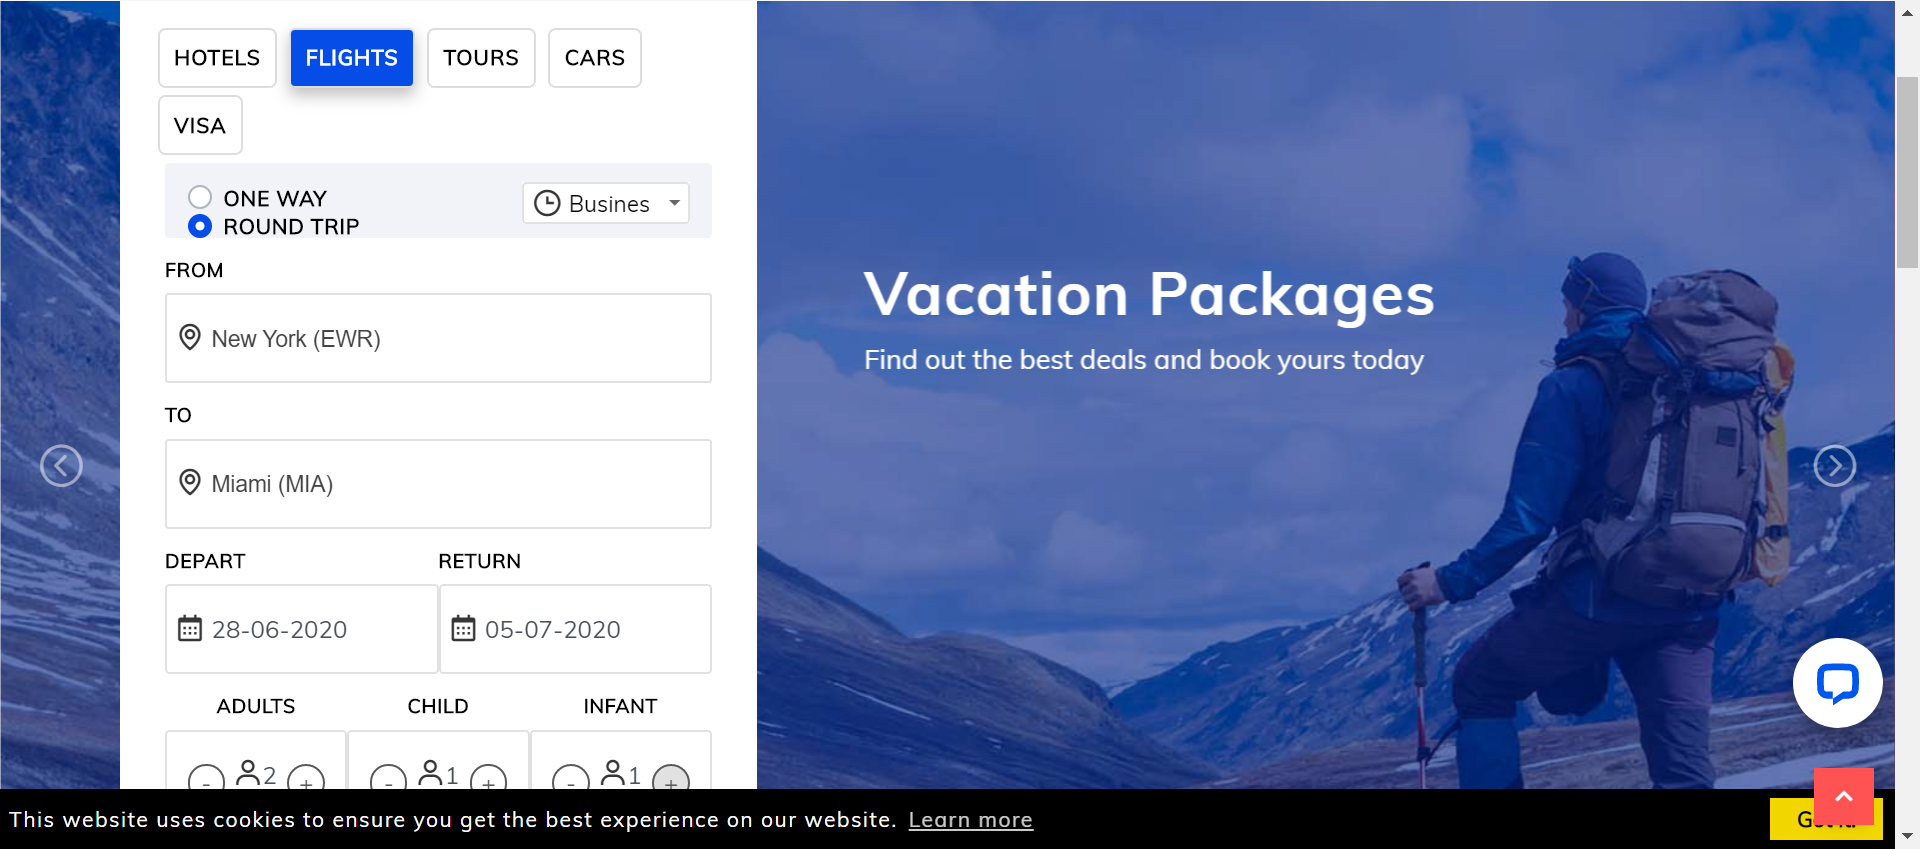 HOTELS FLIGHTS TOURS CARS
VISA
ONE WAY
ROUND TRIP
Busines
FROM
New York (EWR)
TO
Miami (MIA)
DEPART RETURN
28-06-2020 05-07-2020
ADULTS CHILD INFANT
- 2 + - 1 + - 1 +
Vacation Packages
Find out the best deals and book yours today
This website uses cookies to ensure you get the best experience on our website. Learn more